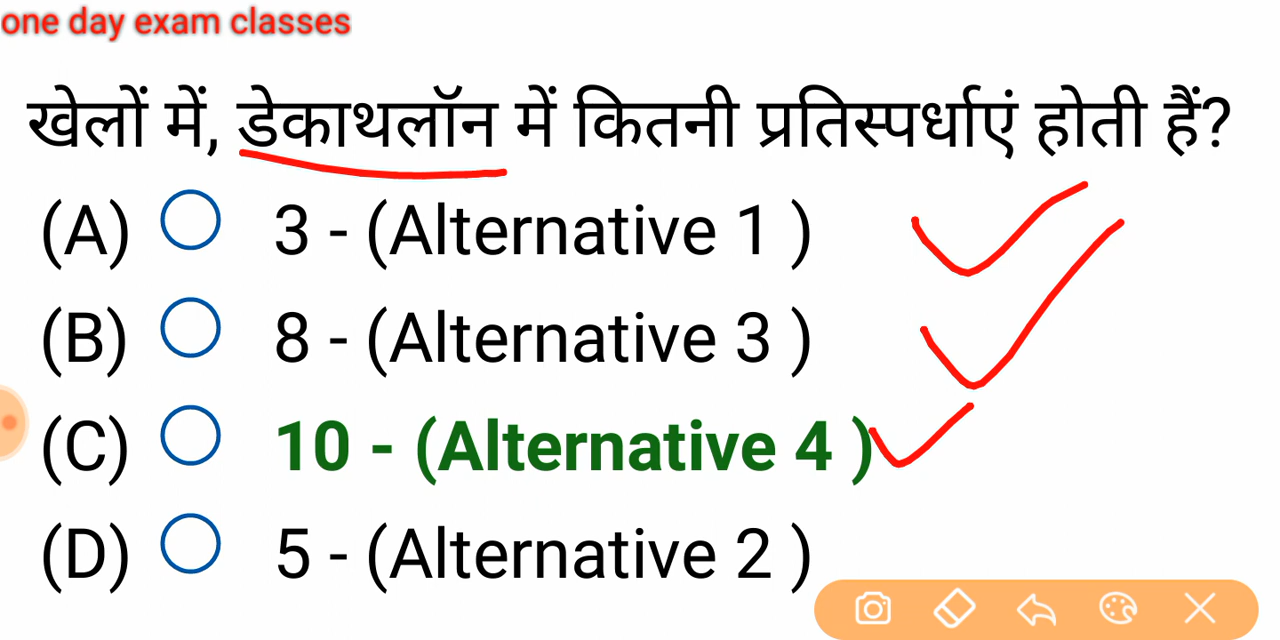 one day exam classes
खेलों में, डेकाथलॉन में कितनी प्रतिस्पर्धाएं होती हैं?
(A) 3 - (Alternative 1 )
(B) 8 - (Alternative 3 )
(C) 10 - (Alternative 4 )
(D) 5 - (Alternative 2 )